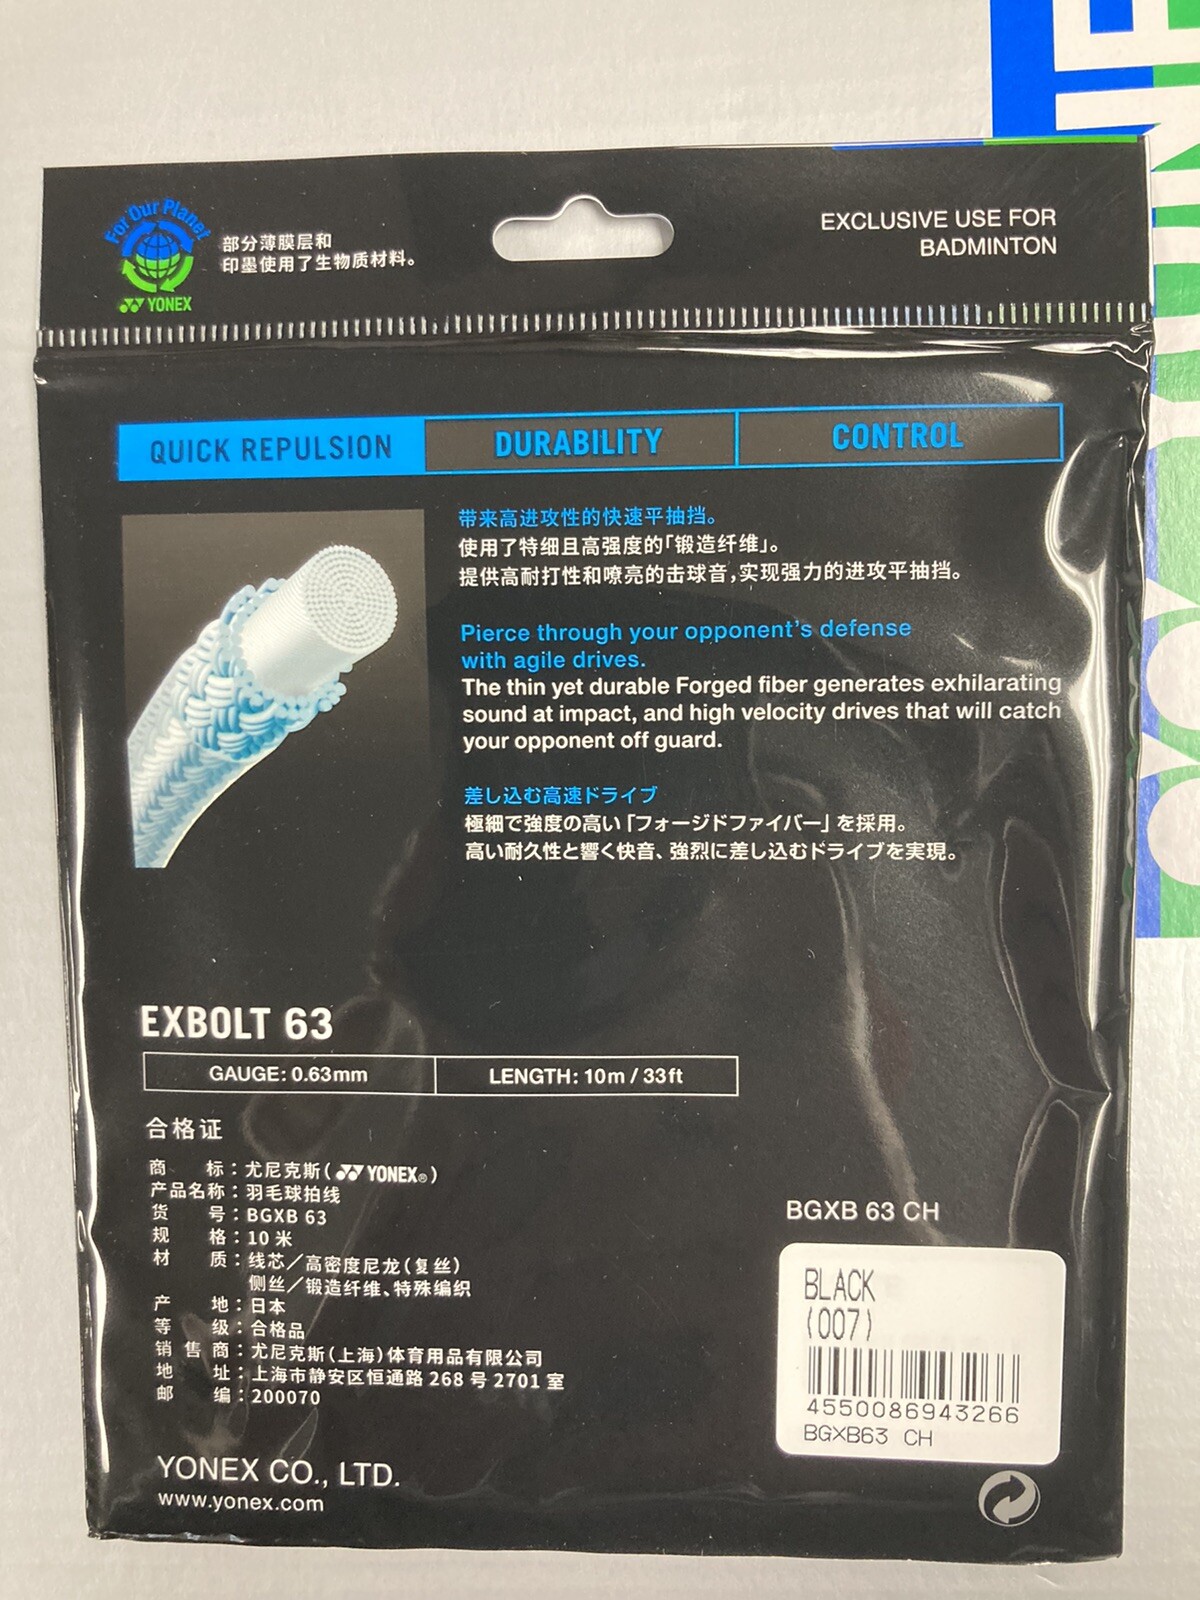 For Our Planet
YONEX
部分薄膜层和
印墨使用了生物质材料。
EXCLUSIVE USE FOR
BADMINTON
QUICK REPULSION
DURABILITY
CONTROL
带来高进攻性的快速平抽挡。
使用了特细且高强度的「锻造纤维」。
提供高耐打性和嘹亮的击球音,实现强力的进攻平抽挡。
Pierce through your opponent's defense
with agile drives.
The thin yet durable Forged fiber generates exhilarating
sound at impact, and high velocity drives that will catch
your opponent off guard.
差し込む高速ドライブ
極細で強度の高い「フォージドファイバー」を採用。
高い耐久性と響く快音、強烈に差し込むドライブを実現。
EXBOLT 63
GAUGE: 0.63mm
LENGTH: 10m / 33ft
合格证
商 标：尤尼克斯(YONEX®)
产品名称：羽毛球拍线
货 号：BGXB 63
规 格：10 米
材 质：线芯／高密度尼龙(复丝)
侧丝／锻造纤维、特殊编织
产 地：日本
等 级：合格品
销 售 商：尤尼克斯(上海)体育用品有限公司
地 址：上海市静安区恒通路 268 号 2701 室
邮 编：200070
YONEX CO., LTD.
www.yonex.com
BGXB 63 CH
BLACK
(007)
4550086943266
BGXB63 CH